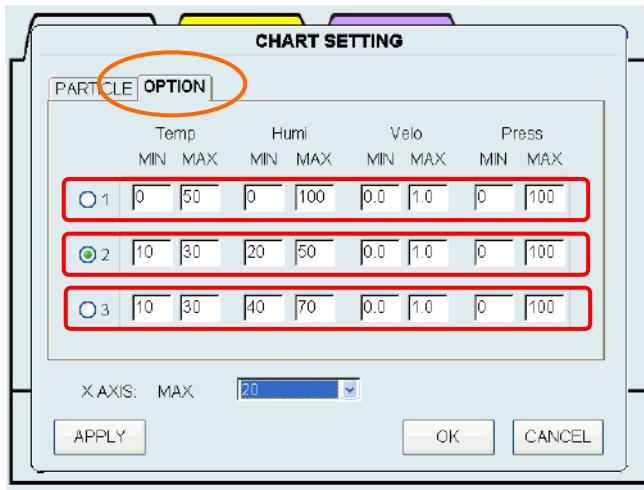 CHART SETTING
PARTICLE OPTION
Temp Humi Velo Press
MIN MAX MIN MAX MIN MAX MIN MAX
1 0 50 0 100 0.0 1.0 0 100
2 10 30 20 50 0.0 1.0 0 100
3 10 30 40 70 0.0 1.0 0 100
X AXIS: MAX 20
APPLY OK CANCEL